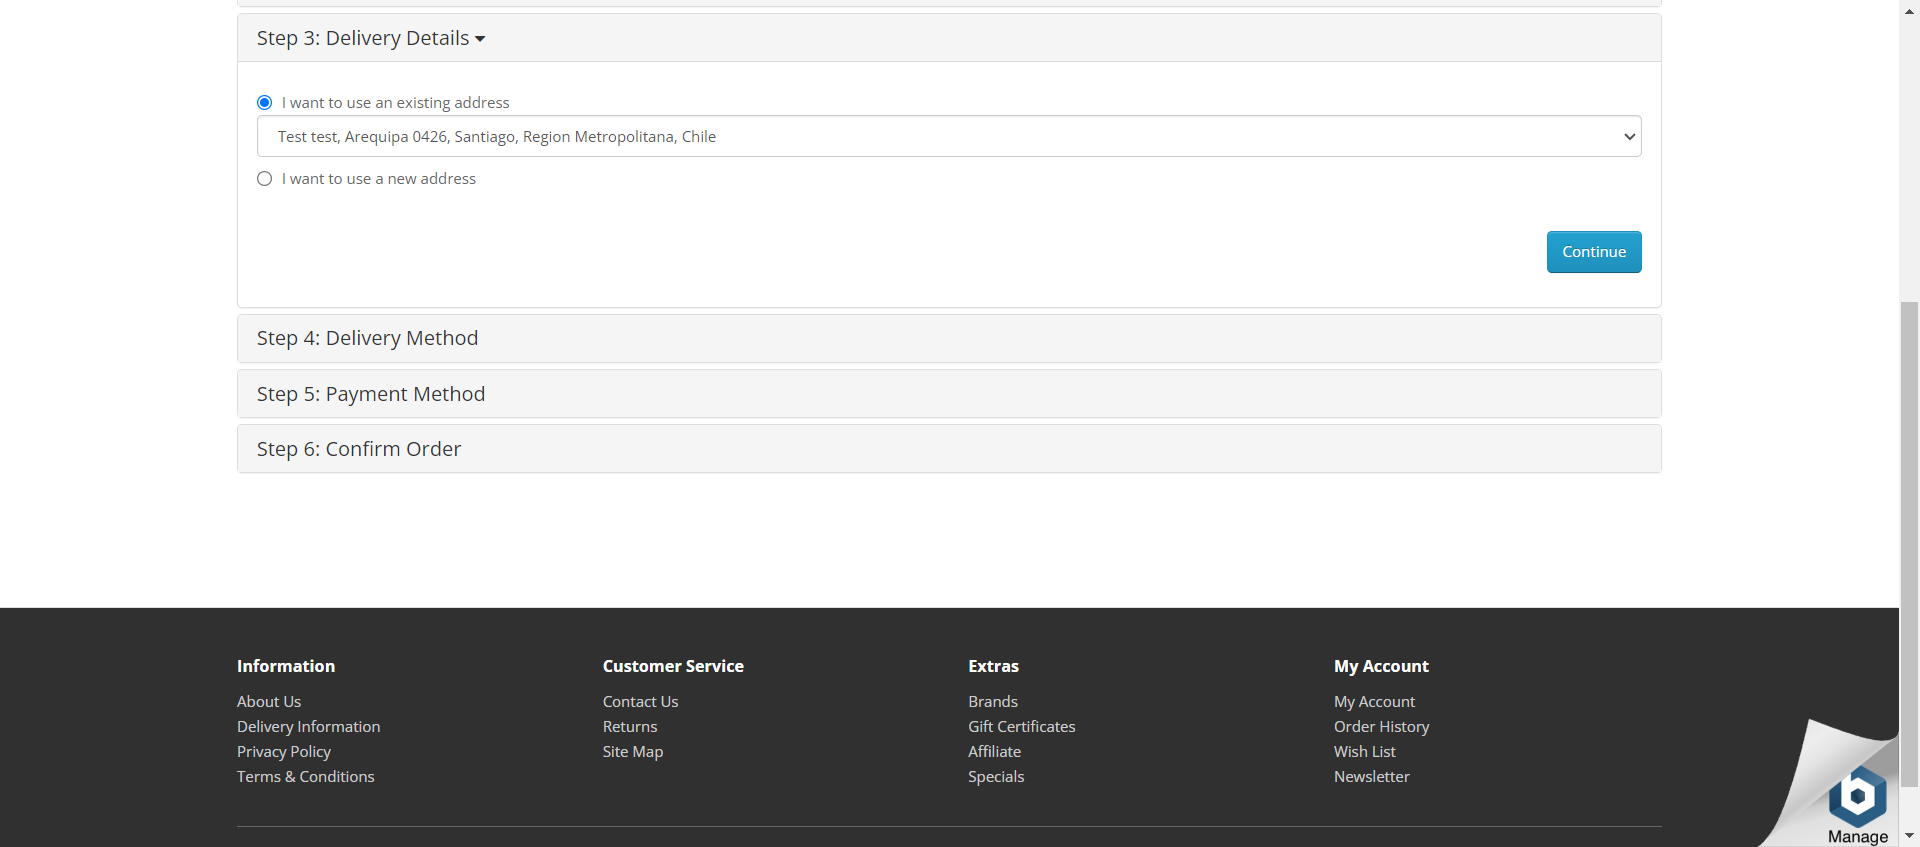 Step 3: Delivery Details
I want to use an existing address
Test test, Arequipa 0426, Santiago, Region Metropolitana, Chile
I want to use a new address
Continue
Step 4: Delivery Method
Step 5: Payment Method
Step 6: Confirm Order
Information
About Us
Delivery Information
Privacy Policy
Terms & Conditions
Customer Service
Contact Us
Returns
Site Map
Extras
Brands
Gift Certificates
Affiliate
Specials
My Account
My Account
Order History
Wish List
Newsletter
b
Manage